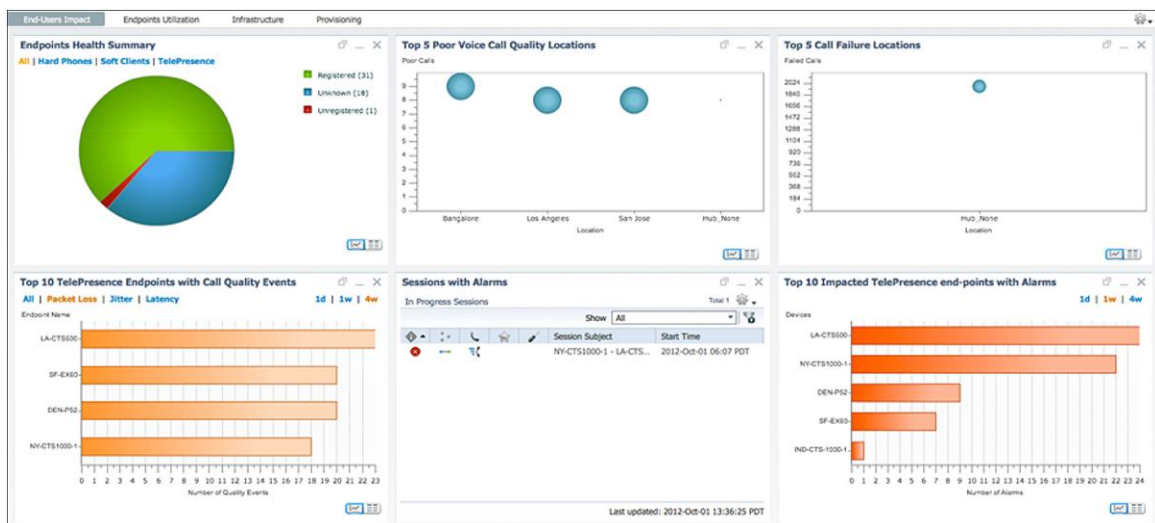 End-Users Impact Endpoints Utilization Infrastructure Provisioning
Endpoints Health Summary
All | Hard Phones | Soft Clients | TelePresence
Registered (31)
Unknown (18)
Unregistered (1)
Top 5 Poor Voice Call Quality Locations
Poor Calls
9
8
7
6
5
4
3
2
1
0
Bangalore Los Angeles San Jose Hub_None
Location
Top 5 Call Failure Locations
Failed Calls
2024
1840
1656
1472
1288
1104
920
736
552
368
184
0
Hub_None
Location
Top 10 TelePresence Endpoints with Call Quality Events
All | Packet Loss | Jitter | Latency 1d | 1w | 4w
Endpoint Name
LA-CTS500
SF-EX60
DEN-P52
NY-CTS1000-1
0 1 2 3 4 5 6 7 8 9 10 11 12 13 14 15 16 17 18 19 20 21 22 23
Number of Quality Events
Sessions with Alarms
In Progress Sessions Total 1
Show All
Session Subject Start Time
NY-CTS1000-1 - LA-CTS... 2012-Oct-01 06:07 PDT
Last updated: 2012-Oct-01 13:36:25 PDT
Top 10 Impacted TelePresence end-points with Alarms
1d | 1w | 4w
Devices
LA-CTS500
NY-CTS1000-1
DEN-P52
SF-EX60
IND-CTS-1000-1
0 1 2 3 4 5 6 7 8 9 10 11 12 13 14 15 16 17 18 19 20 21 22 23 24
Number of Alarms